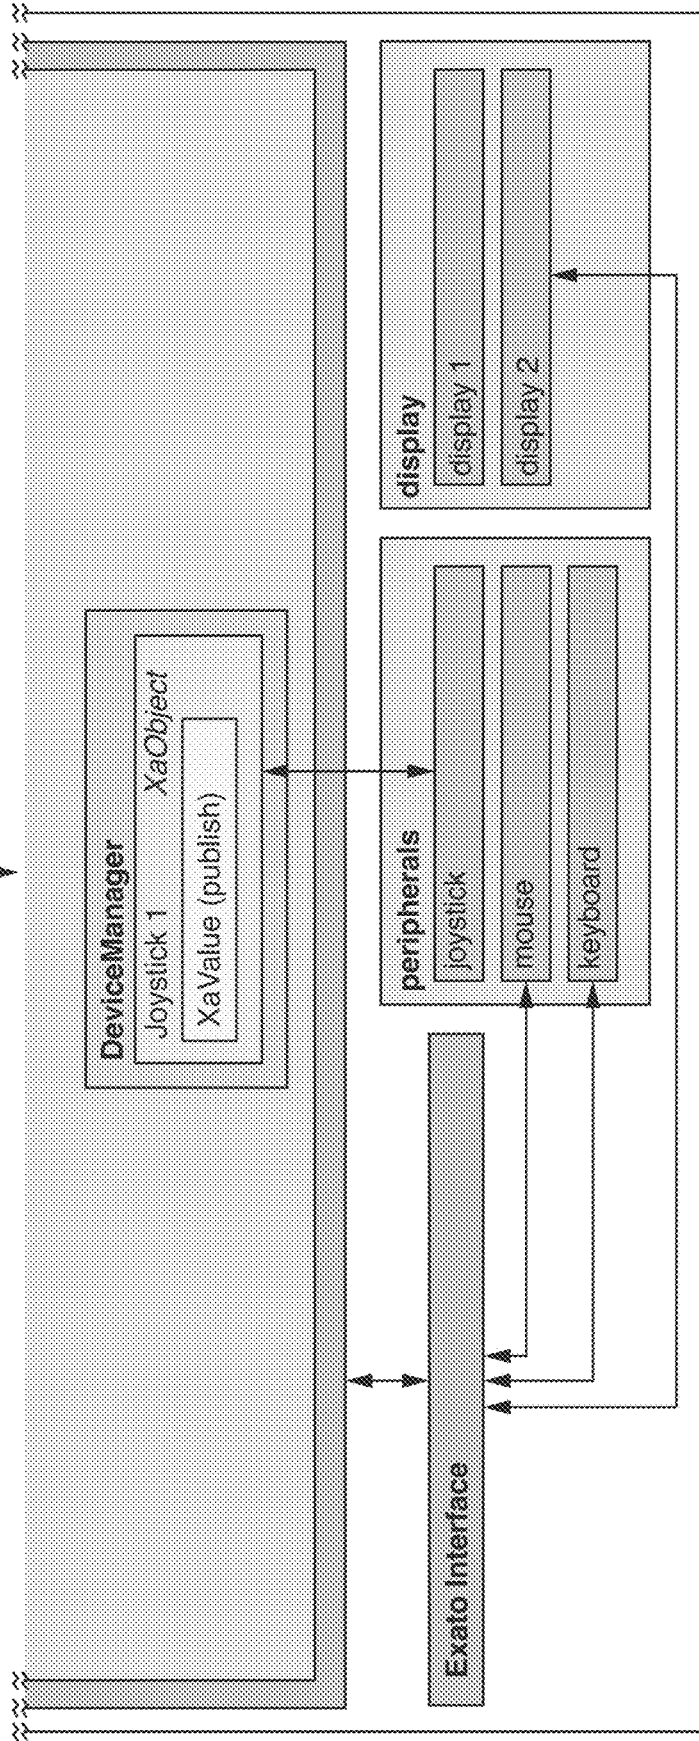 DeviceManager
Joystick 1 XaObject
XaValue (publish)
Exato Interface
peripherals
joystick
mouse
keyboard
display
display 1
display 2